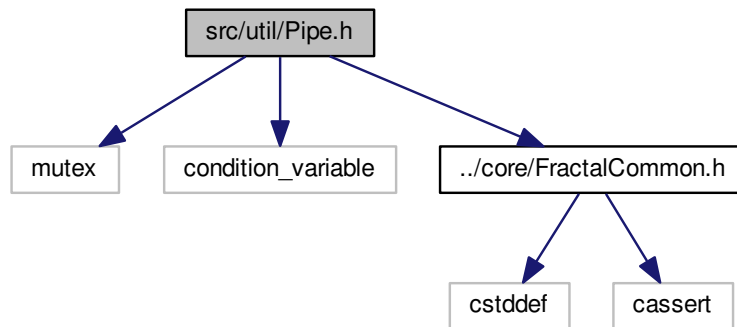 src/util/Pipe.h
mutex
condition_variable
../core/FractalCommon.h
cstddef
cassert